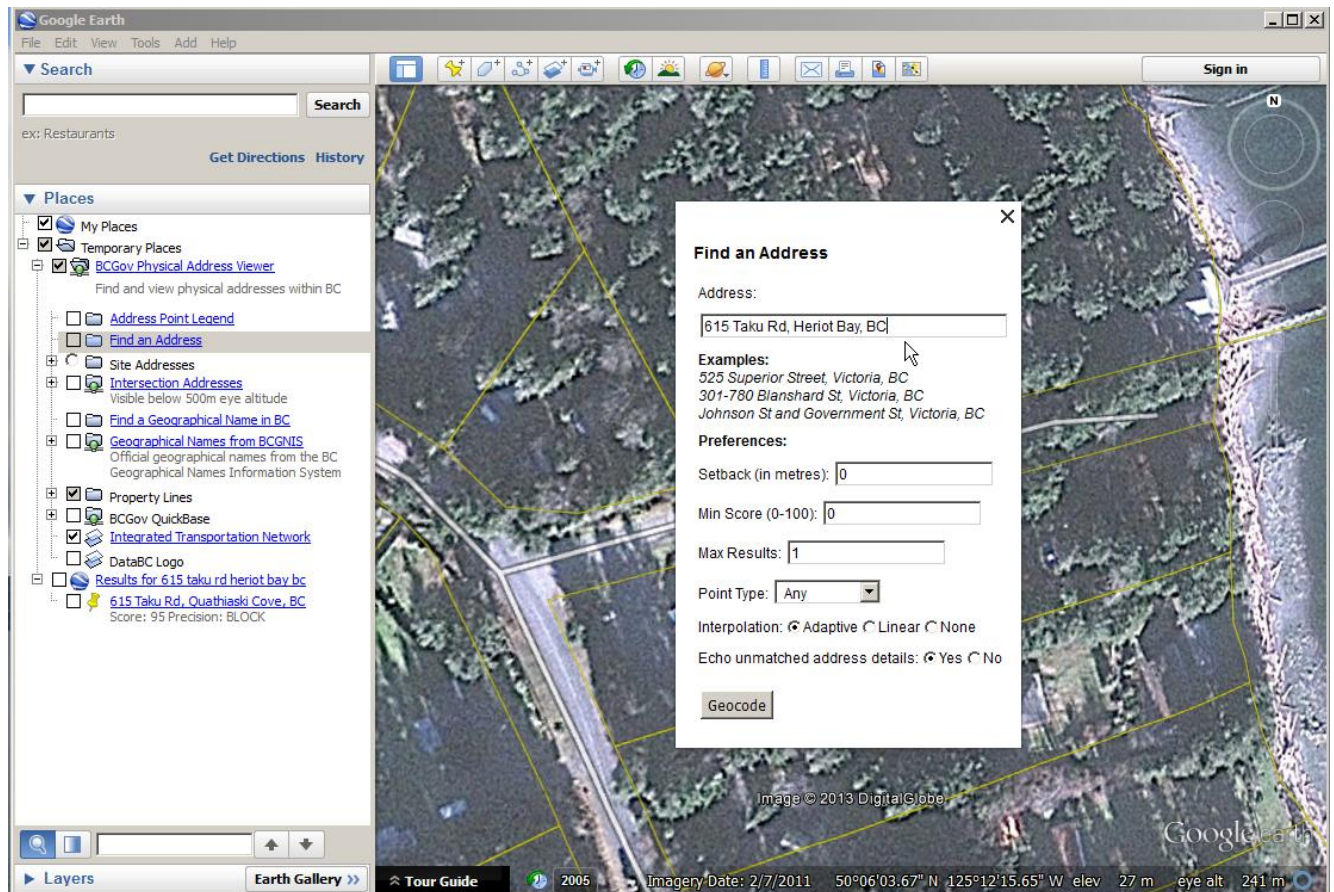 Google Earth
File Edit View Tools Add Help
Search
Search
ex: Restaurants
Get Directions History
Places
My Places
Temporary Places
BCGov Physical Address Viewer
Find and view physical addresses within BC
Address Point Legend
Find an Address
Site Addresses
Intersection Addresses
Visible below 500m eye altitude
Find a Geographical Name in BC
Geographical Names from BCGNIS
Official geographical names from the BC
Geographical Names Information System
Property Lines
BCGov QuickBase
Integrated Transportation Network
DataBC Logo
Results for 615 taku rd heriot bay bc
615 Taku Rd, Quathiaski Cove, BC
Score: 95 Precision: BLOCK
Layers
Earth Gallery >>
Sign in
N
Find an Address
Address:
615 Taku Rd, Heriot Bay, BC
Examples:
525 Superior Street, Victoria, BC
301-780 Blanshard St, Victoria, BC
Johnson St and Government St, Victoria, BC
Preferences:
Setback (in metres): 0
Min Score (0-100): 0
Max Results: 1
Point Type: Any
Interpolation: Adaptive Linear None
Echo unmatched address details: Yes No
Geocode
Image © 2013 DigitalGlobe
Google earth
Tour Guide
2005
Imagery Date: 2/7/2011 50°06'03.67" N 125°12'15.65" W elev 27 m eye alt 241 m